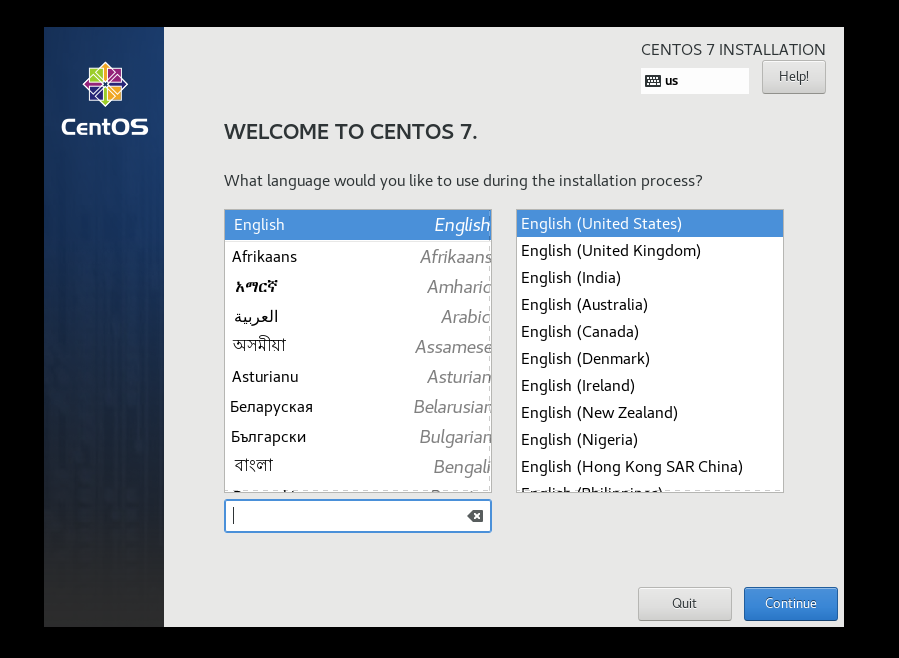 CentOS
CENTOS 7 INSTALLATION
us
Help!
WELCOME TO CENTOS 7.
What language would you like to use during the installation process?
English English
Afrikaans Afrikaans
አማርኛ Amharic
العربية Arabic
অসমীয়া Assamese
Asturianu Asturian
Беларуская Belarusian
Български Bulgarian
বাংলা Bengali
English (United States)
English (United Kingdom)
English (India)
English (Australia)
English (Canada)
English (Denmark)
English (Ireland)
English (New Zealand)
English (Nigeria)
English (Hong Kong SAR China)
English (Philippines)
Quit
Continue